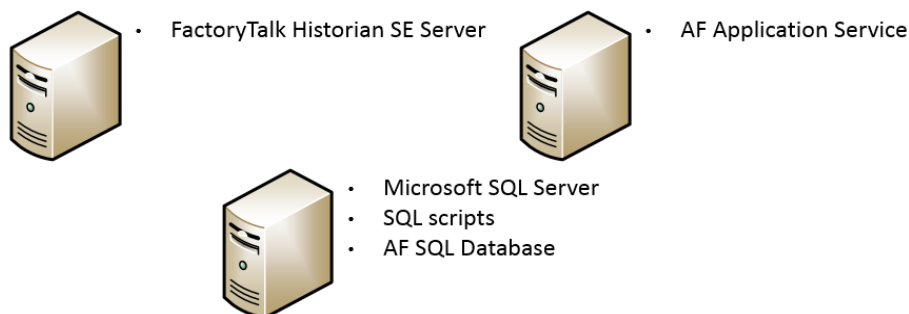 • FactoryTalk Historian SE Server
• AF Application Service
• Microsoft SQL Server
• SQL scripts
• AF SQL Database